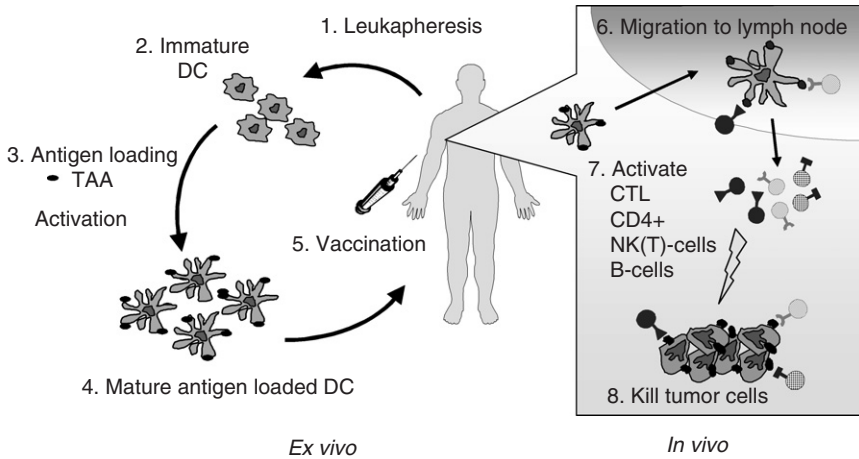 1. Leukapheresis
2. Immature
DC
3. Antigen loading
TAA
Activation
4. Mature antigen loaded DC
5. Vaccination
6. Migration to lymph node
7. Activate
CTL
CD4+
NK(T)-cells
B-cells
8. Kill tumor cells
Ex vivo
In vivo